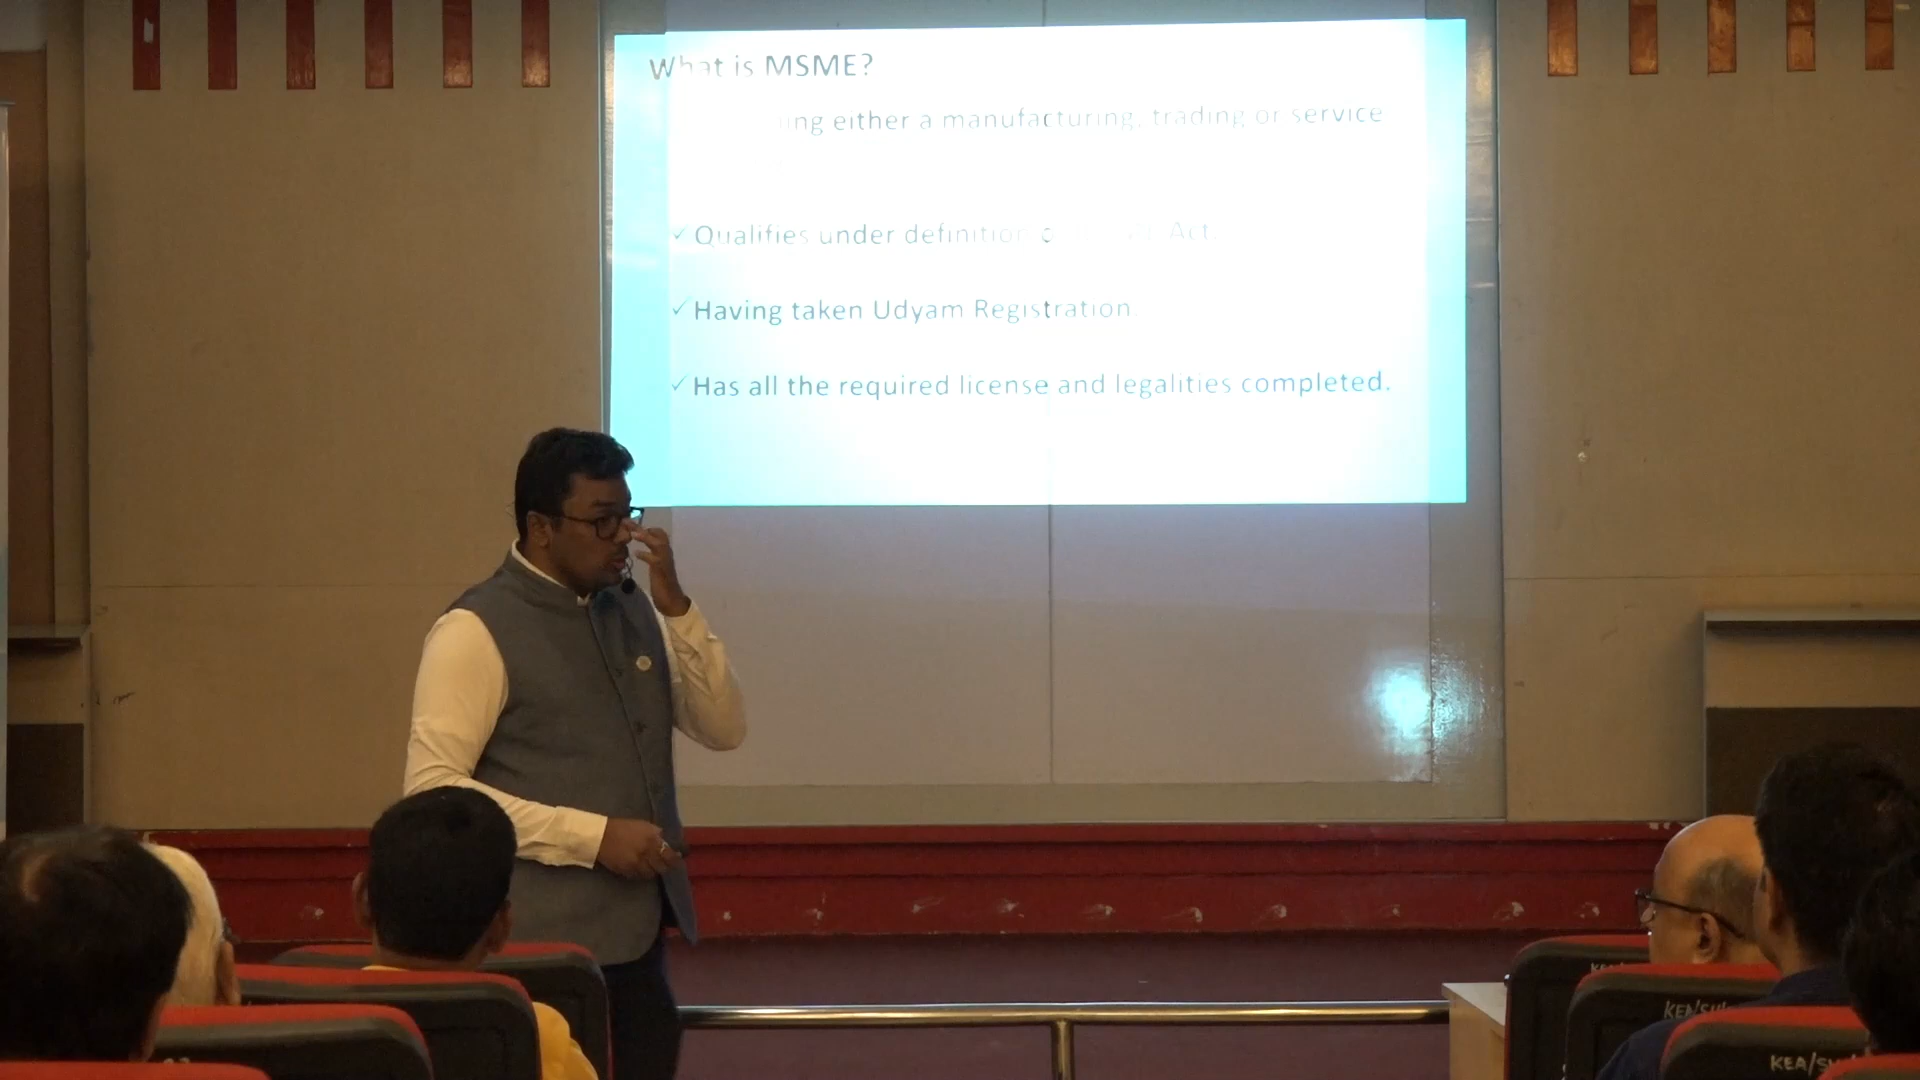 What is MSME?
either a manufacturing, trading or service
✓ Qualifies under definition Act.
✓ Having taken Udyam Registration.
✓ Has all the required license and legalities completed.